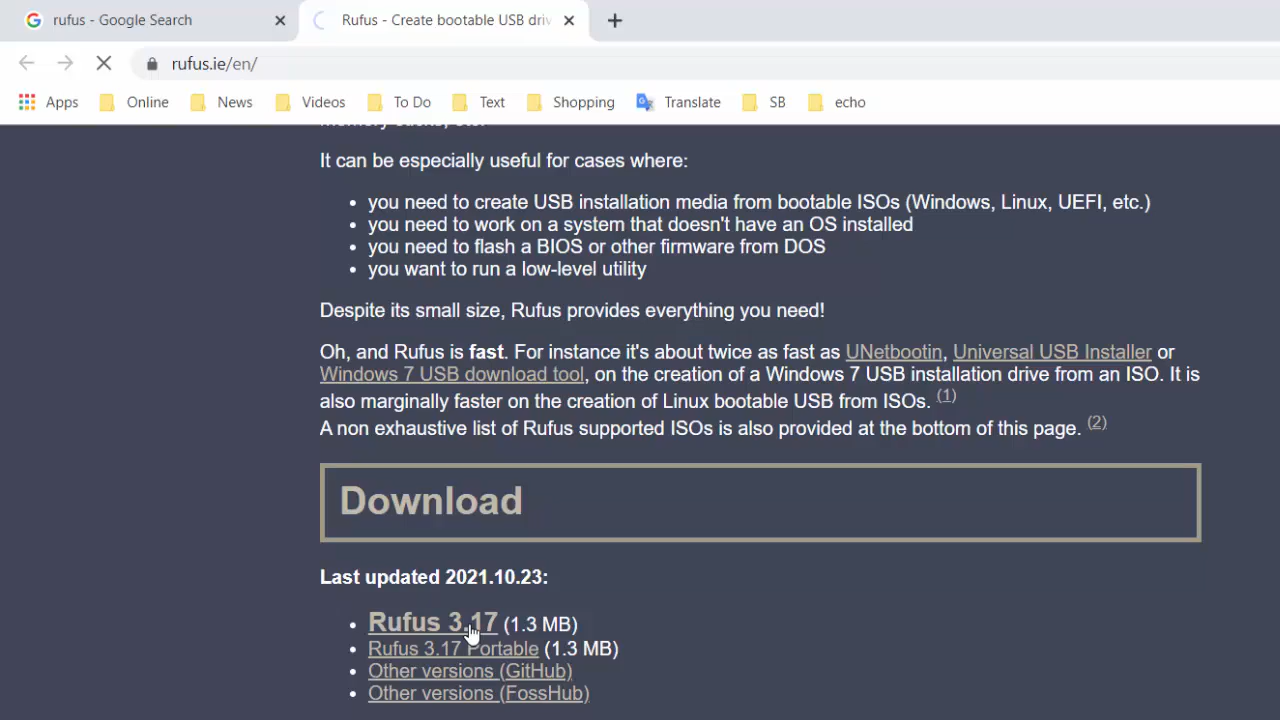 rufus - Google Search
Rufus - Create bootable USB driv
rufus.ie/en/
Apps Online News Videos To Do Text Shopping Translate SB echo
memory sticks, etc.
It can be especially useful for cases where:
• you need to create USB installation media from bootable ISOs (Windows, Linux, UEFI, etc.)
• you need to work on a system that doesn't have an OS installed
• you need to flash a BIOS or other firmware from DOS
• you want to run a low-level utility
Despite its small size, Rufus provides everything you need!
Oh, and Rufus is fast. For instance it's about twice as fast as UNetbootin, Universal USB Installer or
Windows 7 USB download tool, on the creation of a Windows 7 USB installation drive from an ISO. It is
also marginally faster on the creation of Linux bootable USB from ISOs. (1)
A non exhaustive list of Rufus supported ISOs is also provided at the bottom of this page. (2)
Download
Last updated 2021.10.23:
• Rufus 3.17 (1.3 MB)
• Rufus 3.17 Portable (1.3 MB)
• Other versions (GitHub)
• Other versions (FossHub)